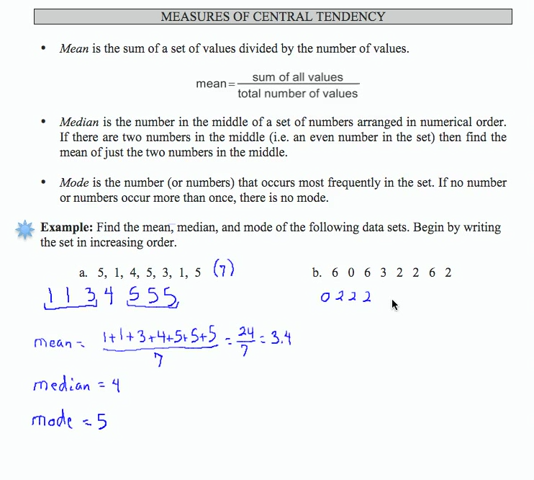 MEASURES OF CENTRAL TENDENCY
• Mean is the sum of a set of values divided by the number of values.
mean = sum of all values / total number of values
• Median is the number in the middle of a set of numbers arranged in numerical order.
If there are two numbers in the middle (i.e. an even number in the set) then find the
mean of just the two numbers in the middle.
• Mode is the number (or numbers) that occurs most frequently in the set. If no number
or numbers occur more than once, there is no mode.
Example: Find the mean, median, and mode of the following data sets. Begin by writing
the set in increasing order.
a. 5, 1, 4, 5, 3, 1, 5 (7)
1 1 3 4 5 5 5
mean = 1+1+3+4+5+5+5 / 7 = 24/7 = 3.4
median = 4
mode = 5
b. 6 0 6 3 2 2 6 2
0 2 2 2